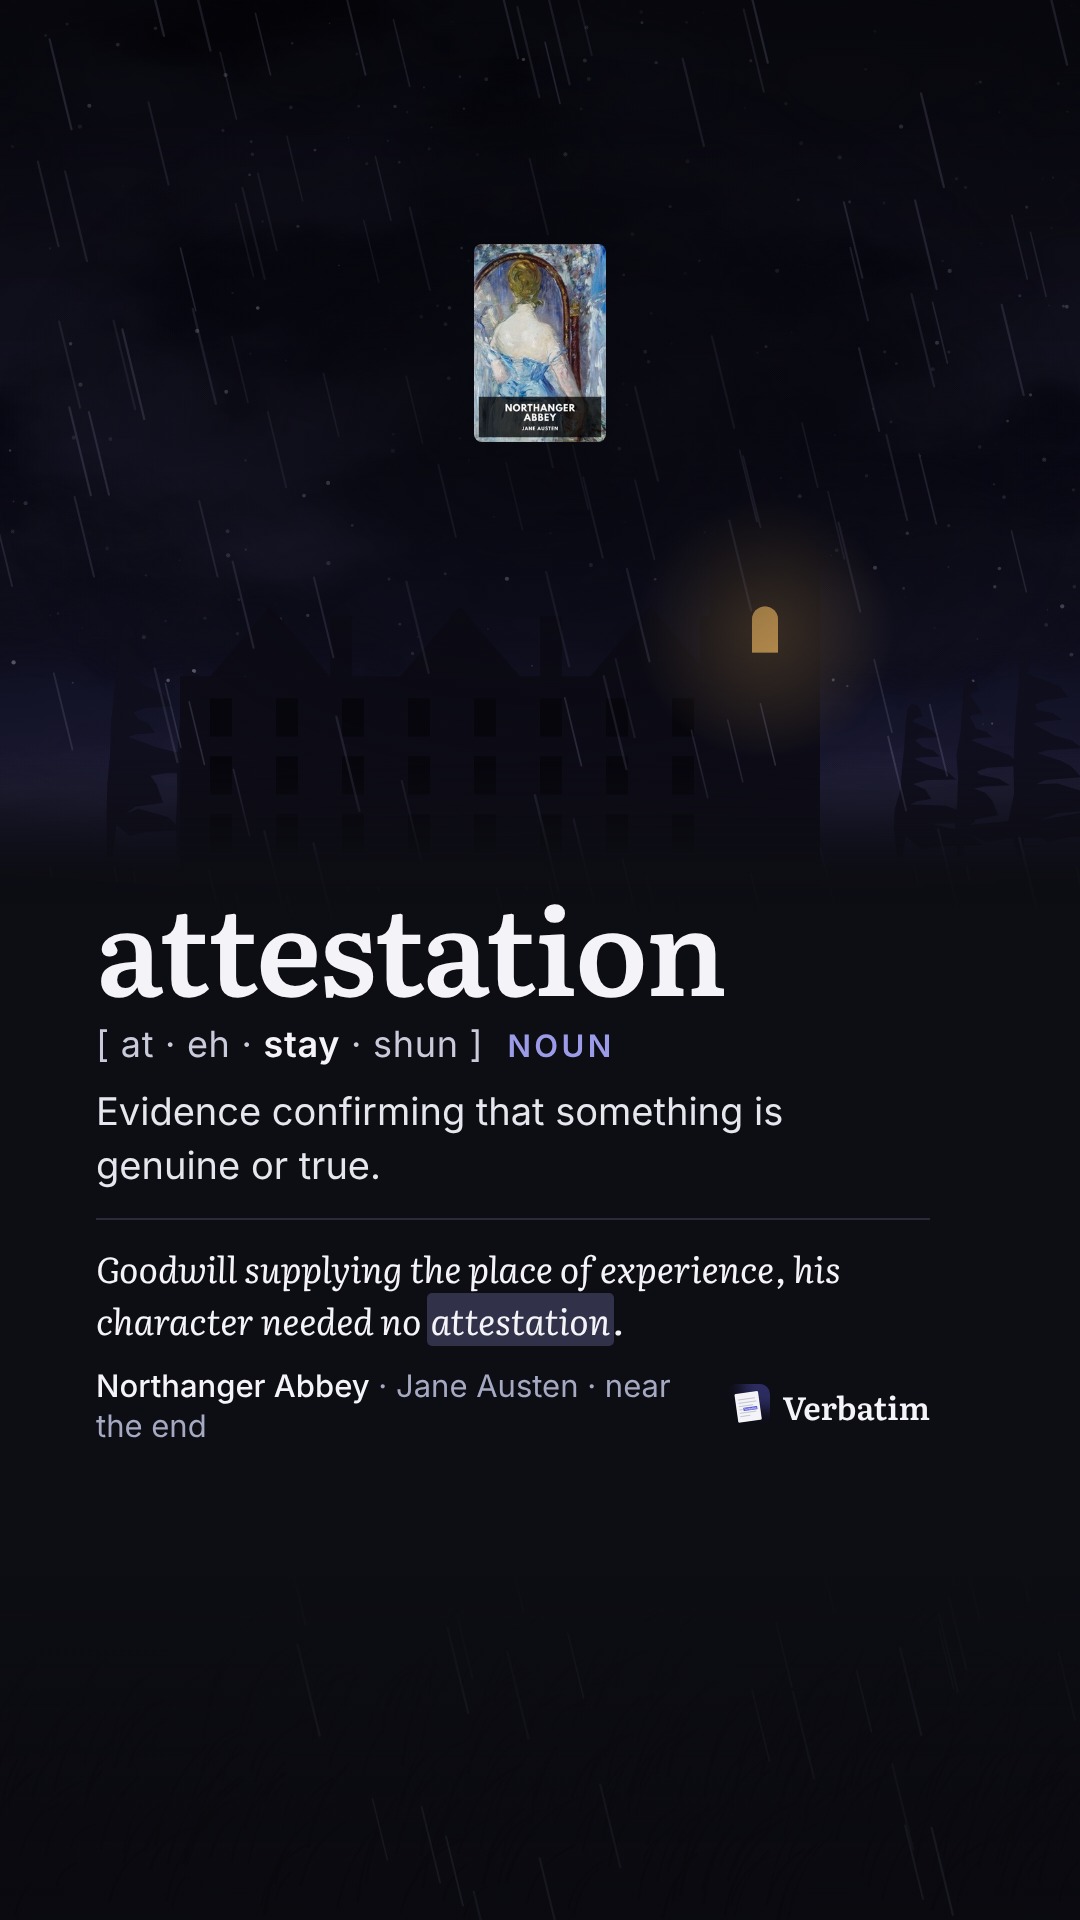 NORTHANGER
ABBEY
JANE AUSTEN
attestation
[ at · eh · stay · shun ] NOUN
Evidence confirming that something is
genuine or true.
Goodwill supplying the place of experience, his
character needed no attestation.
Northanger Abbey · Jane Austen · near
the end
Verbatim